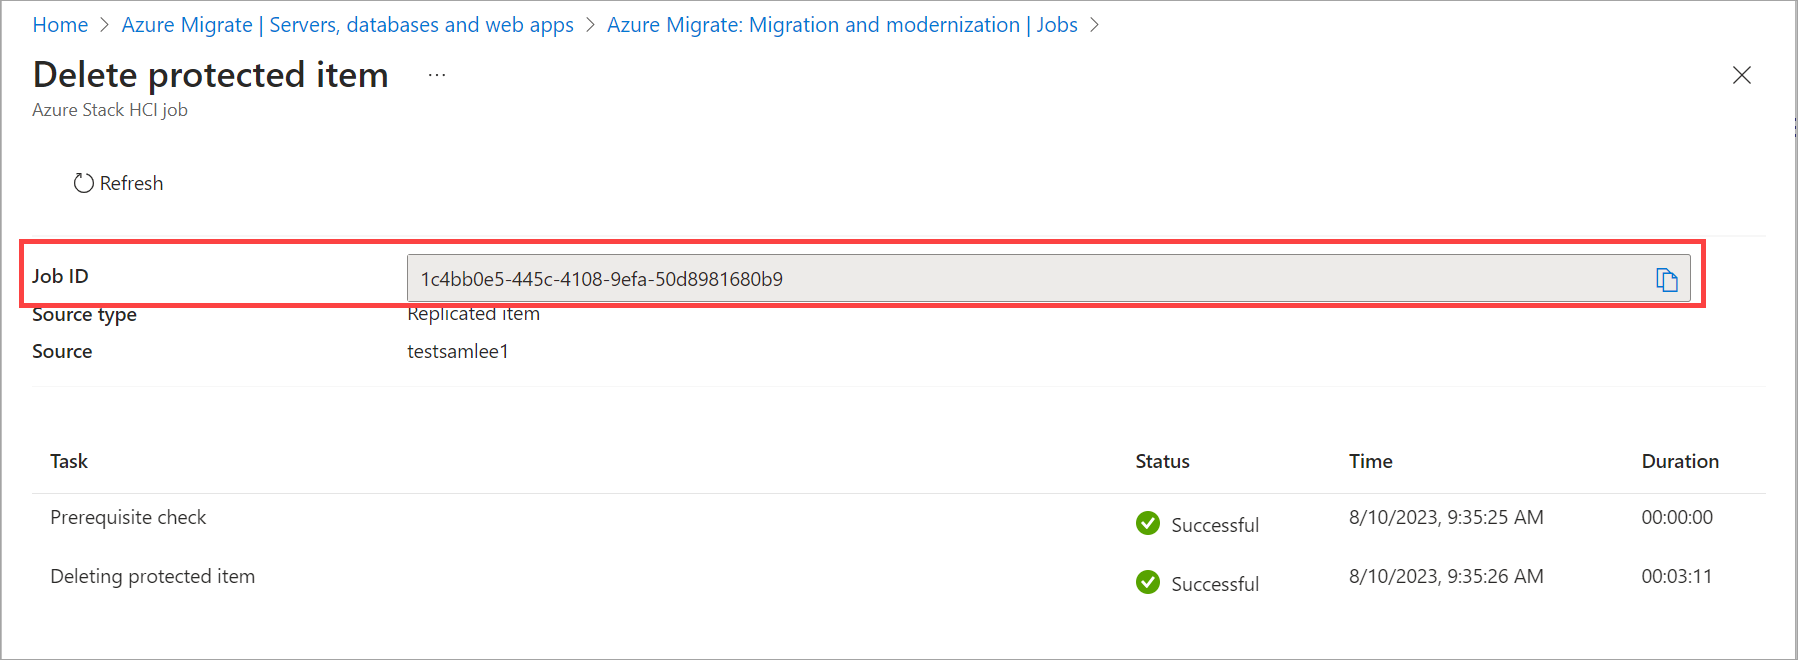 Home > Azure Migrate | Servers, databases and web apps > Azure Migrate: Migration and modernization | Jobs >
Delete protected item ...
Azure Stack HCI job
Refresh
Job ID 1c4bb0e5-445c-4108-9efa-50d8981680b9
Source type Replicated item
Source testsamlee1
Task Status Time Duration
Prerequisite check Successful 8/10/2023, 9:35:25 AM 00:00:00
Deleting protected item Successful 8/10/2023, 9:35:26 AM 00:03:11